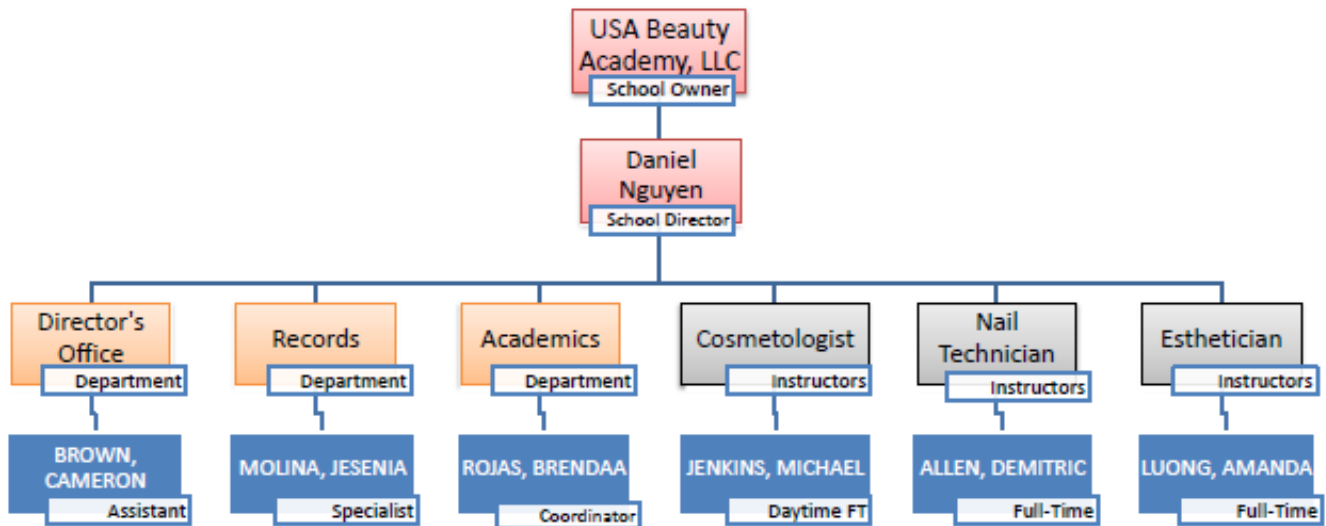 USA Beauty
Academy, LLC
School Owner
Daniel
Nguyen
School Director
Director's
Office
Department
Records
Department
Academics
Department
Cosmetologist
Instructors
Nail
Technician
Instructors
Esthetician
Instructors
BROWN,
CAMERON
Assistant
MOLINA, JESENIA
Specialist
ROJAS, BRENDAA
Coordinator
JENKINS, MICHAEL
Daytime FT
ALLEN, DEMITRIC
Full-Time
LUONG, AMANDA
Full-Time